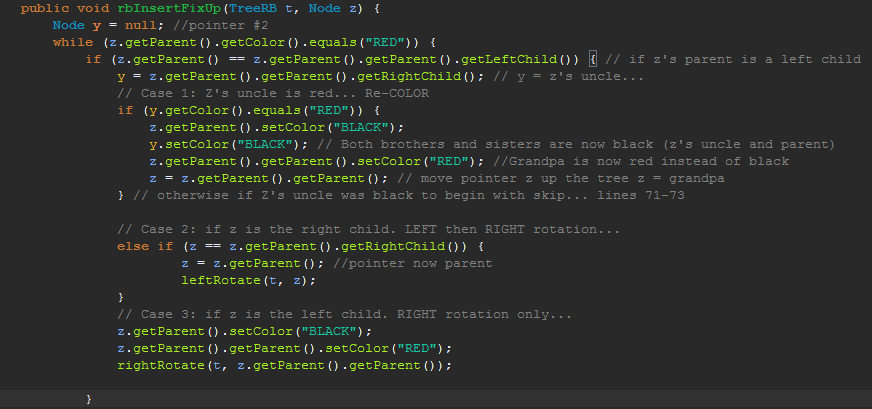 public void rbInsertFixUp(TreeRB t, Node z) {
Node y = null; //pointer #2
while (z.getParent().getColor().equals("RED")) {
if (z.getParent() == z.getParent().getParent().getLeftChild()) { // if z's parent is a left child
y = z.getParent().getParent().getRightChild(); // y = z's uncle...
// Case 1: Z's uncle is red... Re-COLOR
if (y.getColor().equals("RED")) {
z.getParent().setColor("BLACK");
y.setColor("BLACK"); // Both brothers and sisters are now black (z's uncle and parent)
z.getParent().getParent().setColor("RED"); //Grandpa is now red instead of black
z = z.getParent().getParent(); // move pointer z up the tree z = grandpa
} // otherwise if Z's uncle was black to begin with skip... lines 71-73
// Case 2: if z is the right child. LEFT then RIGHT rotation...
else if (z == z.getParent().getRightChild()) {
z = z.getParent(); //pointer now parent
leftRotate(t, z);
}
// Case 3: if z is the left child. RIGHT rotation only...
z.getParent().setColor("BLACK");
z.getParent().getParent().setColor("RED");
rightRotate(t, z.getParent().getParent());
}